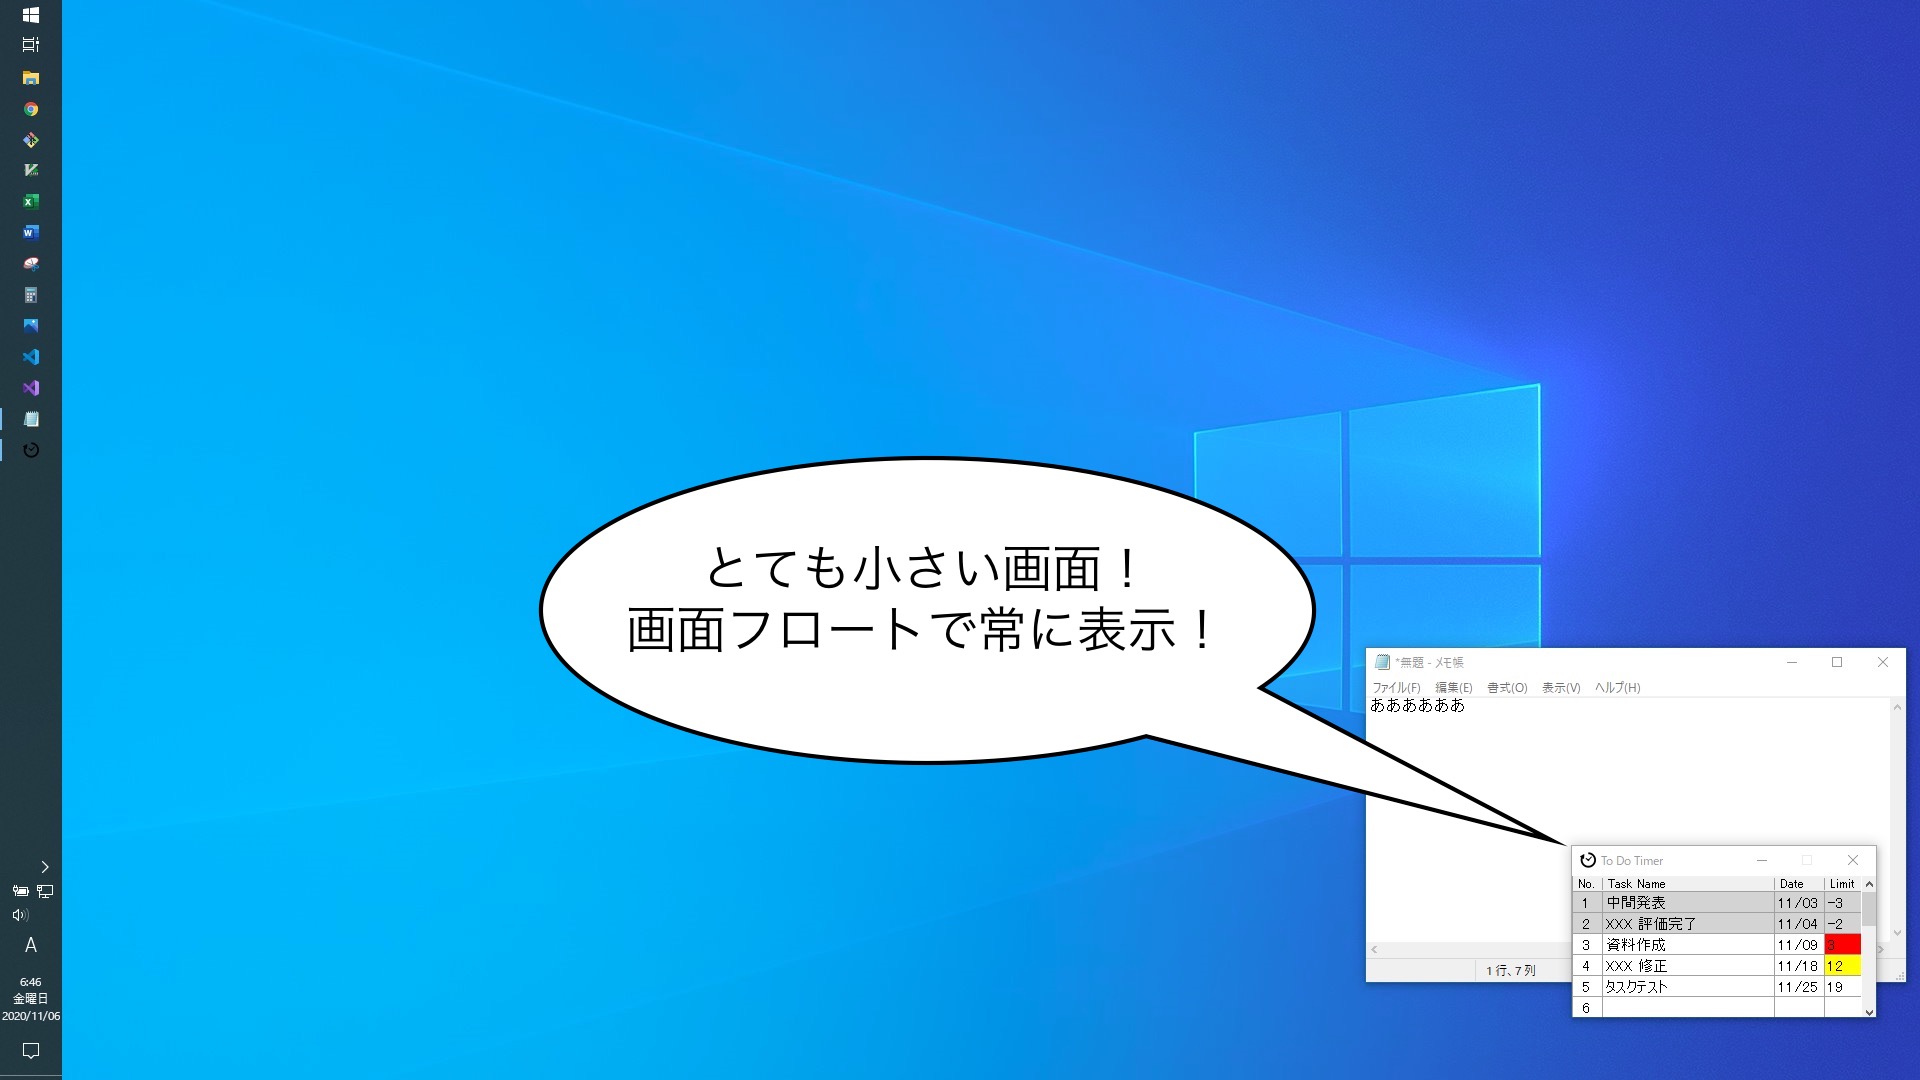 とても小さい画面！
画面フロートで常に表示！
*無題 - メモ帳
ファイル(F) 編集(E) 書式(O) 表示(V) ヘルプ(H)
ああああああ
1 行、7 列
To Do Timer
No. Task Name Date Limit
1 中間発表 11/03 -3
2 XXX 評価完了 11/04 -2
3 資料作成 11/09 3
4 XXX 修正 11/18 12
5 タスクテスト 11/25 19
6
A
6:46
金曜日
2020/11/06